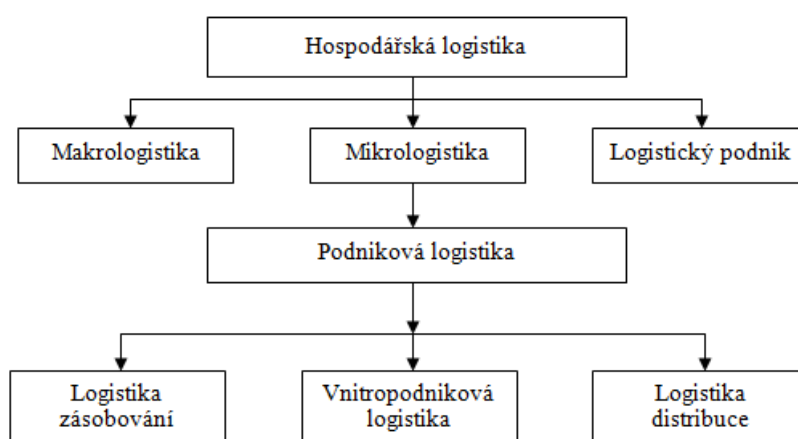 Hospodářská logistika
Makrologistika
Mikrologistika
Logistický podnik
Podniková logistika
Logistika
zásobování
Vnitropodniková
logistika
Logistika
distribuce